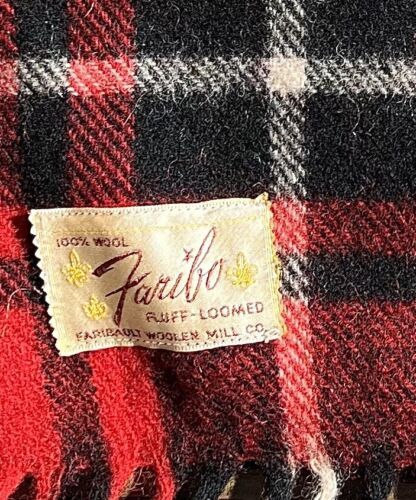 100% WOOL
Faribo
FLUFF-LOOMED
FARIBAULT WOOLEN MILL CO.